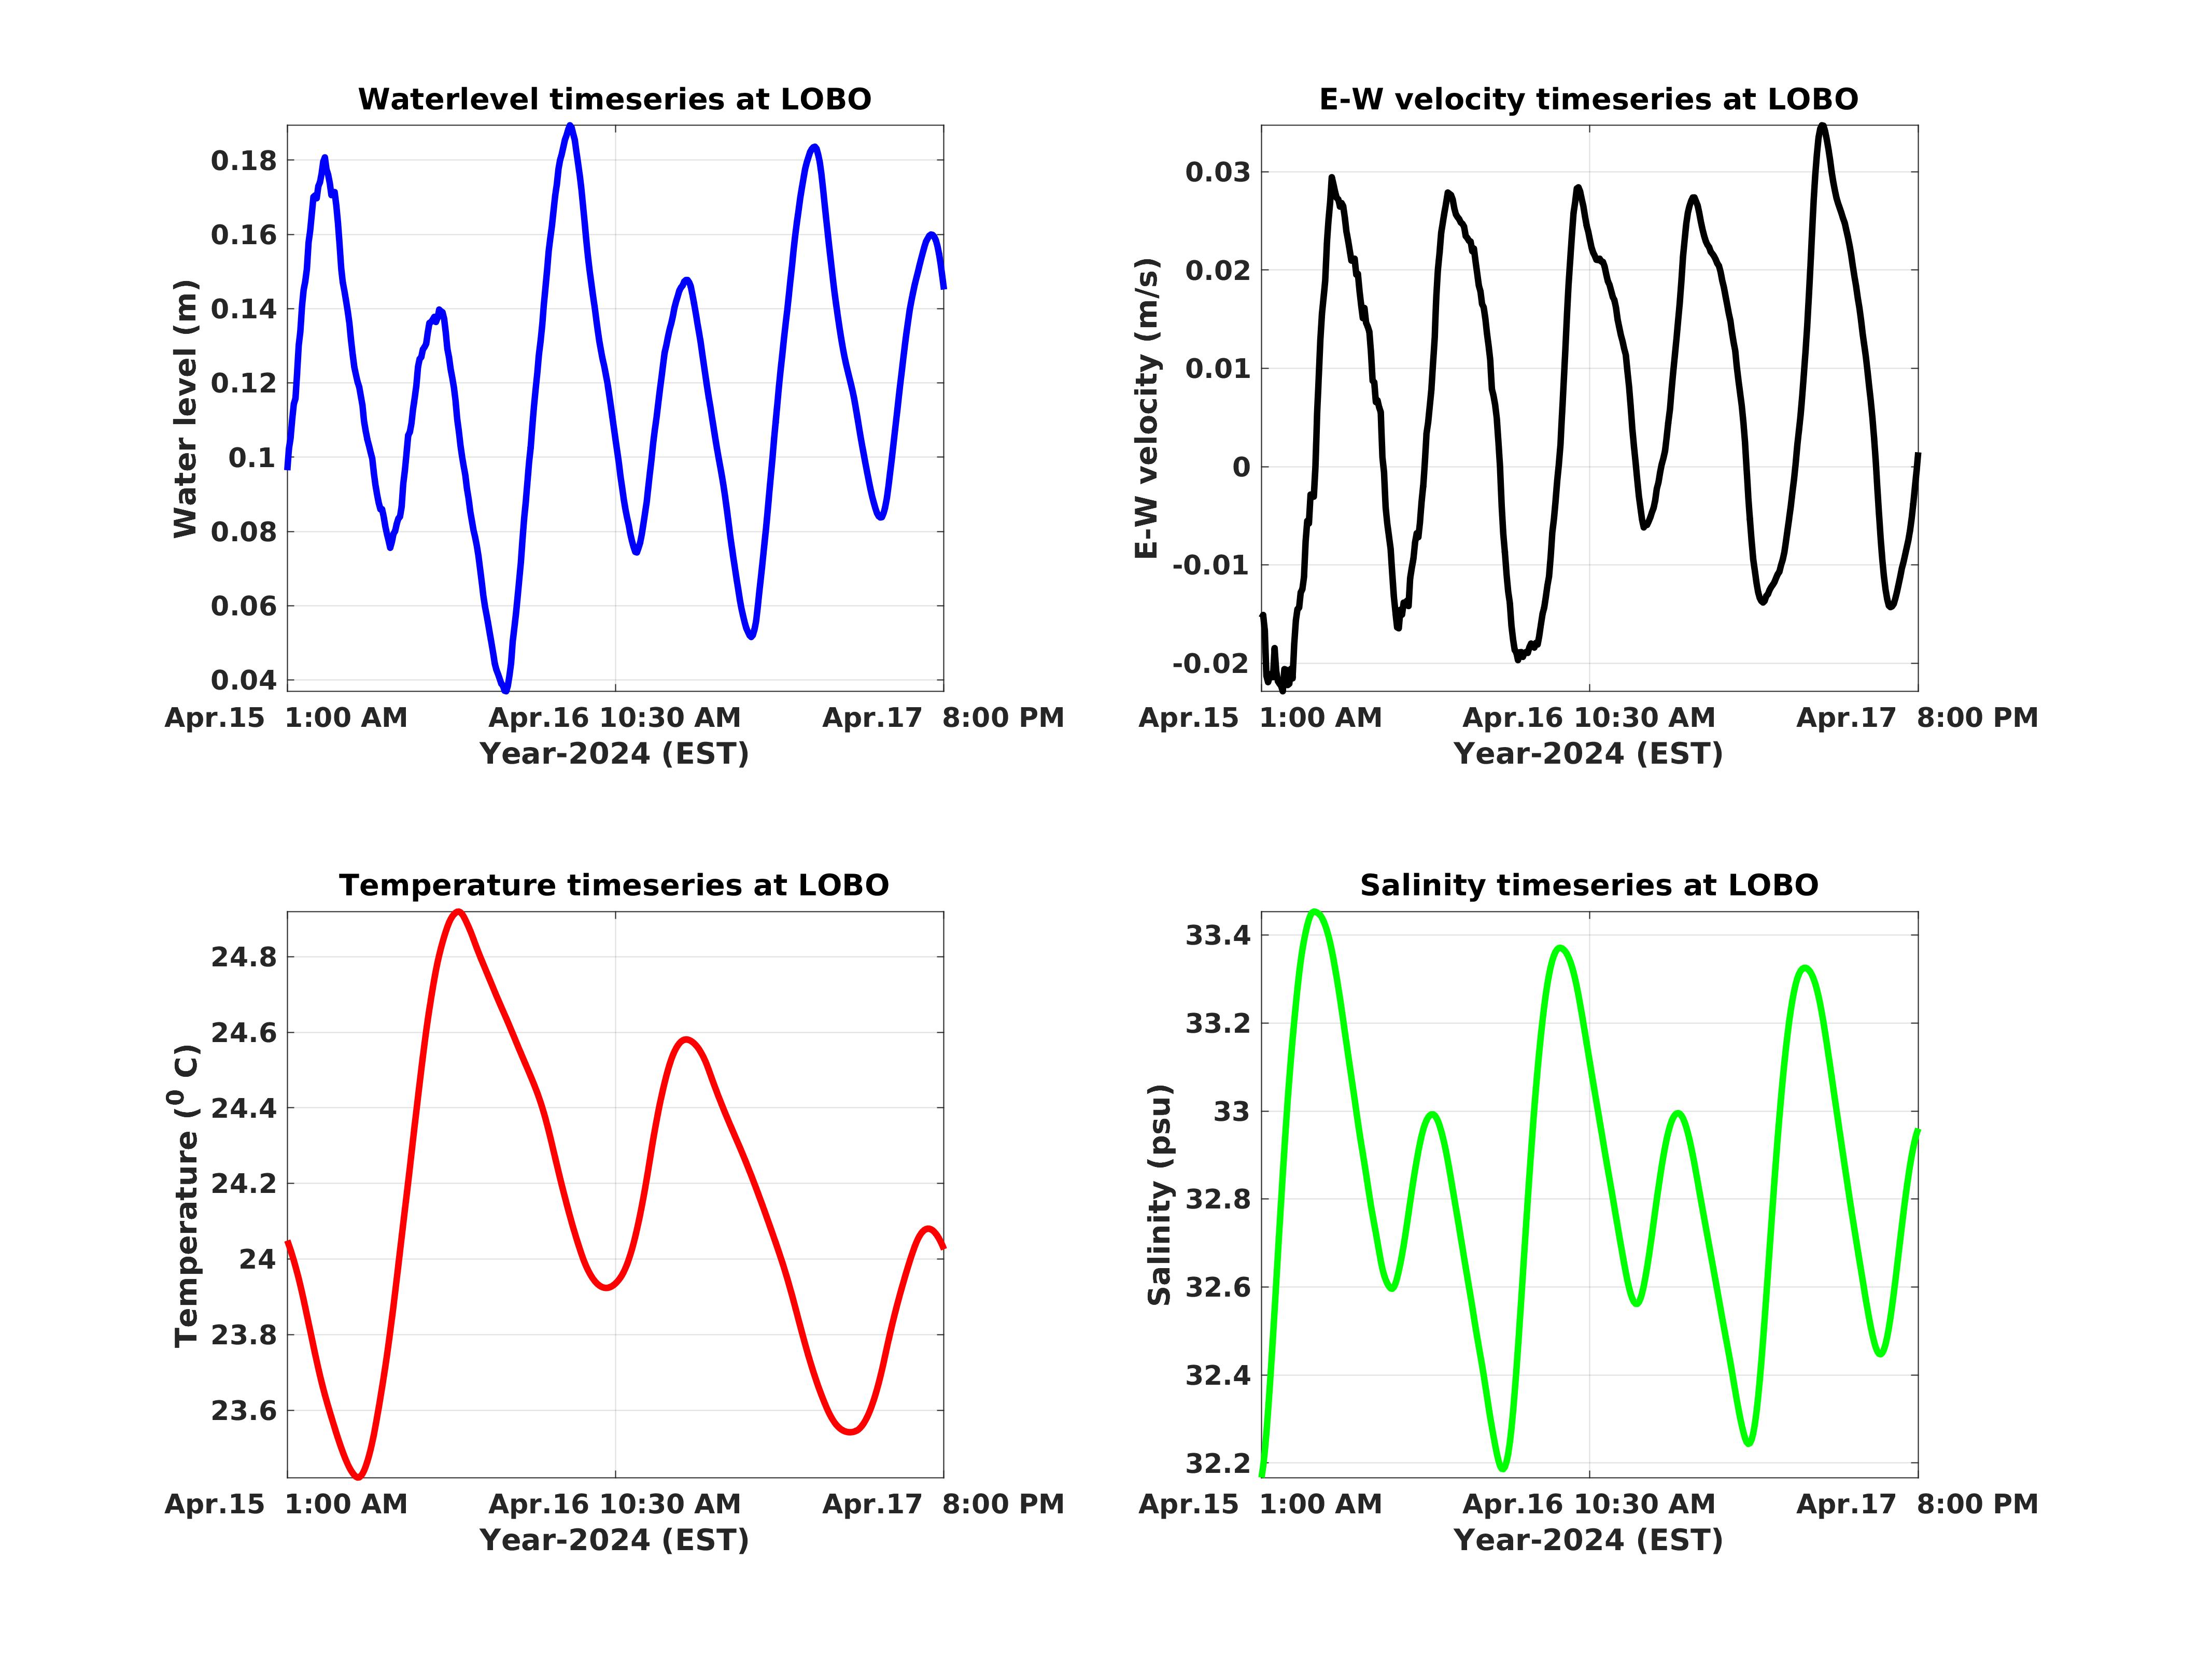 Waterlevel timeseries at LOBO
0.18
0.16
0.14
0.12
0.1
0.08
0.06
0.04
Water level (m)
Apr.15 1:00 AM Apr.16 10:30 AM Apr.17 8:00 PM
Year-2024 (EST)
E-W velocity timeseries at LOBO
0.03
0.02
0.01
0
-0.01
-0.02
E-W velocity (m/s)
Apr.15 1:00 AM Apr.16 10:30 AM Apr.17 8:00 PM
Year-2024 (EST)
Temperature timeseries at LOBO
24.8
24.6
24.4
24.2
24
23.8
23.6
Temperature (⁰ C)
Apr.15 1:00 AM Apr.16 10:30 AM Apr.17 8:00 PM
Year-2024 (EST)
Salinity timeseries at LOBO
33.4
33.2
33
32.8
32.6
32.4
32.2
Salinity (psu)
Apr.15 1:00 AM Apr.16 10:30 AM Apr.17 8:00 PM
Year-2024 (EST)